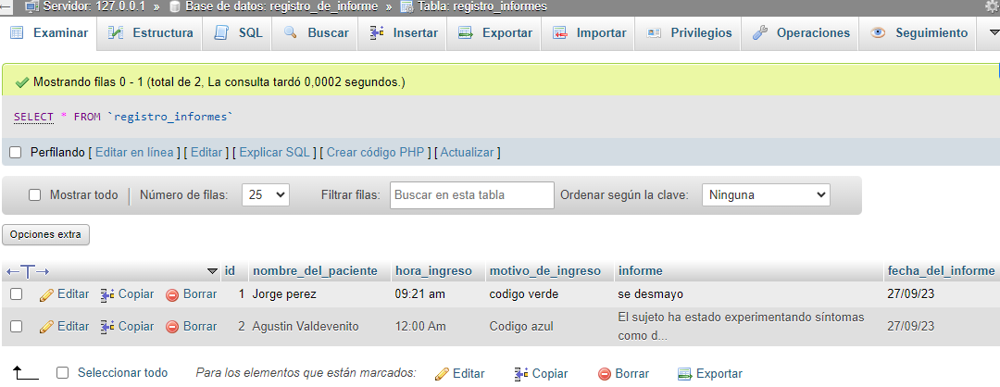 Servidor: 127.0.0.1 » Base de datos: registro_de_informe » Tabla: registro_informes
Examinar Estructura SQL Buscar Insertar Exportar Importar Privilegios Operaciones Seguimiento
Mostrando filas 0 - 1 (total de 2, La consulta tardó 0,0002 segundos.)
SELECT * FROM `registro_informes`
Perfilando [ Editar en línea ] [ Editar ] [ Explicar SQL ] [ Crear código PHP ] [ Actualizar ]
Mostrar todo | Número de filas: 25 Filtrar filas: Buscar en esta tabla Ordenar según la clave: Ninguna
Opciones extra
←T→ id nombre_del_paciente hora_ingreso motivo_de_ingreso informe fecha_del_informe
Editar Copiar Borrar 1 Jorge perez 09:21 am codigo verde se desmayo 27/09/23
Editar Copiar Borrar 2 Agustin Valdevenito 12:00 Am Codigo azul El sujeto ha estado experimentando síntomas 27/09/23
como d...
Seleccionar todo Para los elementos que están marcados: Editar Copiar Borrar Exportar